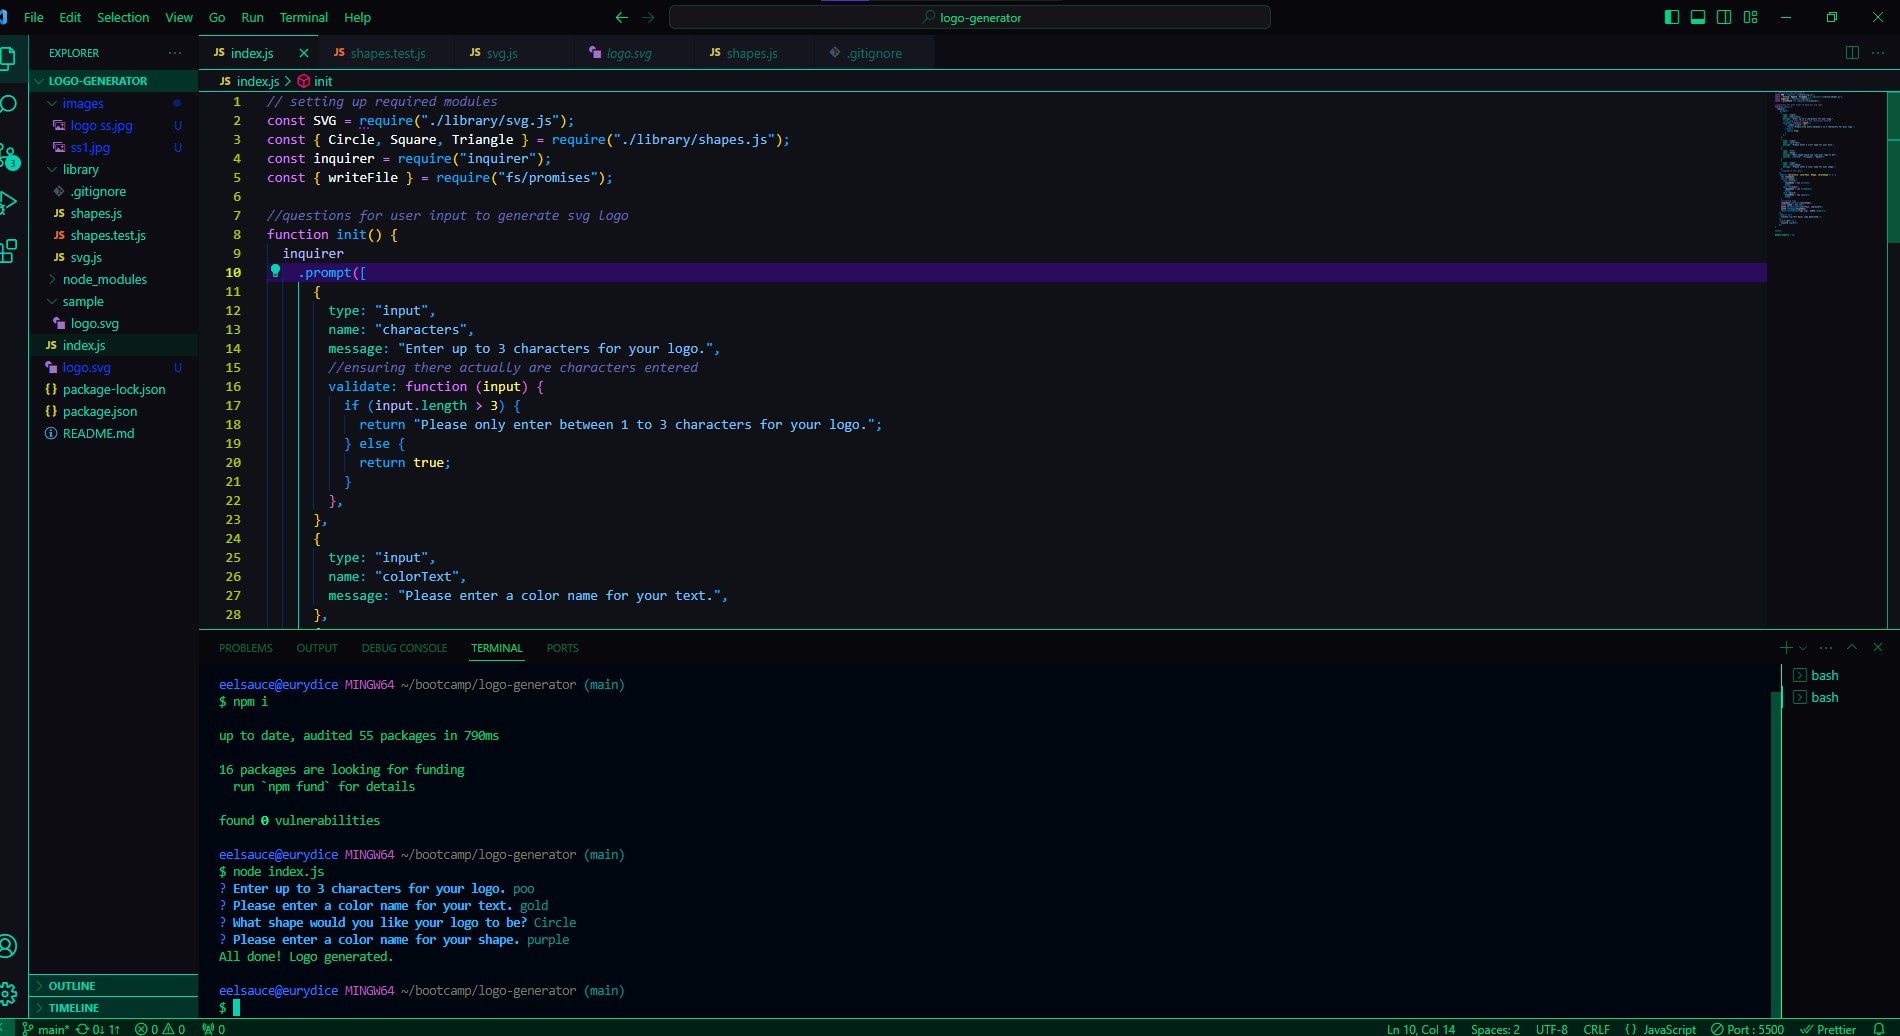 File Edit Selection View Go Run Terminal Help
logo-generator
EXPLORER
LOGO-GENERATOR
images
logo ss.jpg U
ss1.jpg U
library
.gitignore
JS shapes.js
JS shapes.test.js
JS svg.js
node_modules
sample
logo.svg
JS index.js
logo.svg U
{} package-lock.json
{} package.json
README.md
OUTLINE
TIMELINE
3
JS index.js JS shapes.test.js JS svg.js logo.svg JS shapes.js .gitignore
JS index.js > init
1 // setting up required modules
2 const SVG = require("./library/svg.js");
3 const { Circle, Square, Triangle } = require("./library/shapes.js");
4 const inquirer = require("inquirer");
5 const { writeFile } = require("fs/promises");
6
7 //questions for user input to generate svg logo
8 function init() {
9 inquirer
10 .prompt([
11 {
12 type: "input",
13 name: "characters",
14 message: "Enter up to 3 characters for your logo.",
15 //ensuring there actually are characters entered
16 validate: function (input) {
17 if (input.length > 3) {
18 return "Please only enter between 1 to 3 characters for your logo.";
19 } else {
20 return true;
21 }
22 },
23 },
24 {
25 type: "input",
26 name: "colorText",
27 message: "Please enter a color name for your text.",
28 },
PROBLEMS OUTPUT DEBUG CONSOLE TERMINAL PORTS
eelsauce@eurydice MINGW64 ~/bootcamp/logo-generator (main)
$ npm i
up to date, audited 55 packages in 790ms
16 packages are looking for funding
run `npm fund` for details
found 0 vulnerabilities
eelsauce@eurydice MINGW64 ~/bootcamp/logo-generator (main)
$ node index.js
? Enter up to 3 characters for your logo. poo
? Please enter a color name for your text. gold
? What shape would you like your logo to be? Circle
? Please enter a color name for your shape. purple
All done! Logo generated.
eelsauce@eurydice MINGW64 ~/bootcamp/logo-generator (main)
$
bash
bash
main* 0↓ 1↑ 0 0 0 Ln 10, Col 14 Spaces: 2 UTF-8 CRLF {} JavaScript Port : 5500 Prettier